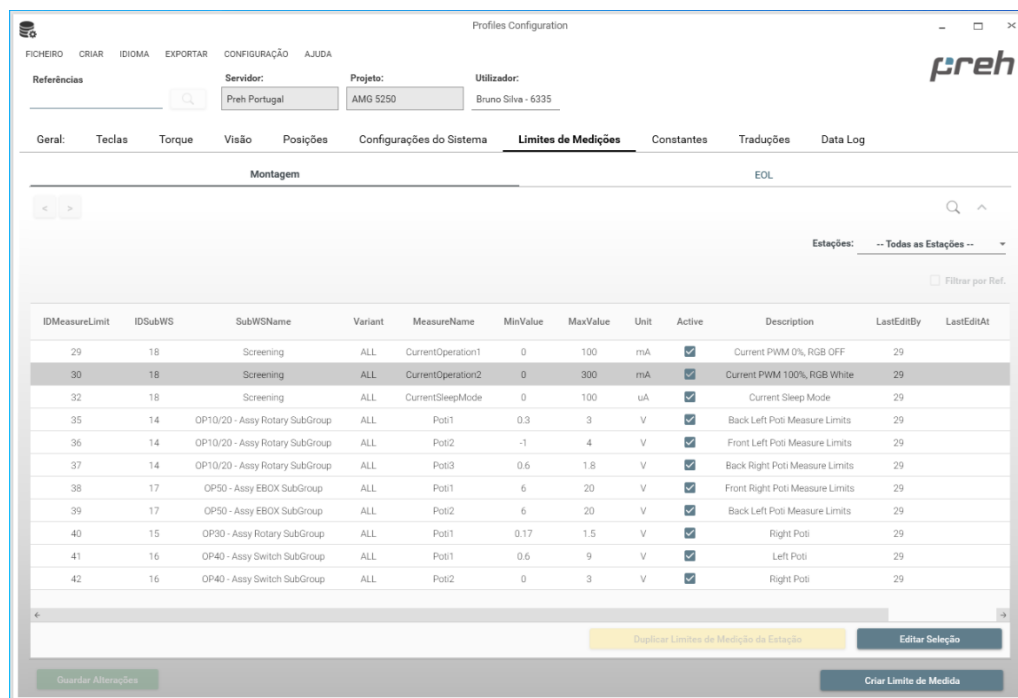 Profiles Configuration
FICHEIRO CRIAR IDIOMA EXPORTAR CONFIGURAÇÃO AJUDA
preh
Referências Servidor: Projeto: Utilizador:
Preh Portugal AMG 5250 Bruno Silva - 6335
Geral: Teclas Torque Visão Posições Configurações do Sistema Limites de Medições Constantes Traduções Data Log
Montagem EOL
< >
Estações: -- Todas as Estações --
Filtrar por Ref.
IDMeasureLimit IDSubWS SubWSName Variant MeasureName MinValue MaxValue Unit Active Description LastEditBy LastEditAt
29 18 Screening ALL CurrentOperation1 0 100 mA Current PWM 0%, RGB OFF 29
30 18 Screening ALL CurrentOperation2 0 300 mA Current PWM 100%, RGB White 29
32 18 Screening ALL CurrentSleepMode 0 100 uA Current Sleep Mode 29
35 14 OP10/20 - Assy Rotary SubGroup ALL Poti1 0.3 3 V Back Left Poti Measure Limits 29
36 14 OP10/20 - Assy Rotary SubGroup ALL Poti2 -1 4 V Front Left Poti Measure Limits 29
37 14 OP10/20 - Assy Rotary SubGroup ALL Poti3 0.6 1.8 V Back Right Poti Measure Limits 29
38 17 OP50 - Assy EBOX SubGroup ALL Poti1 6 20 V Front Right Poti Measure Limits 29
39 17 OP50 - Assy EBOX SubGroup ALL Poti2 6 20 V Back Left Poti Measure Limits 29
40 15 OP30 - Assy Rotary SubGroup ALL Poti1 0.17 1.5 V Right Poti 29
41 16 OP40 - Assy Switch SubGroup ALL Poti1 0.6 9 V Left Poti 29
42 16 OP40 - Assy Switch SubGroup ALL Poti2 0 3 V Right Poti 29
Duplicar Limites de Medição da Estação Editar Seleção
Guardar Alterações Criar Limite de Medida